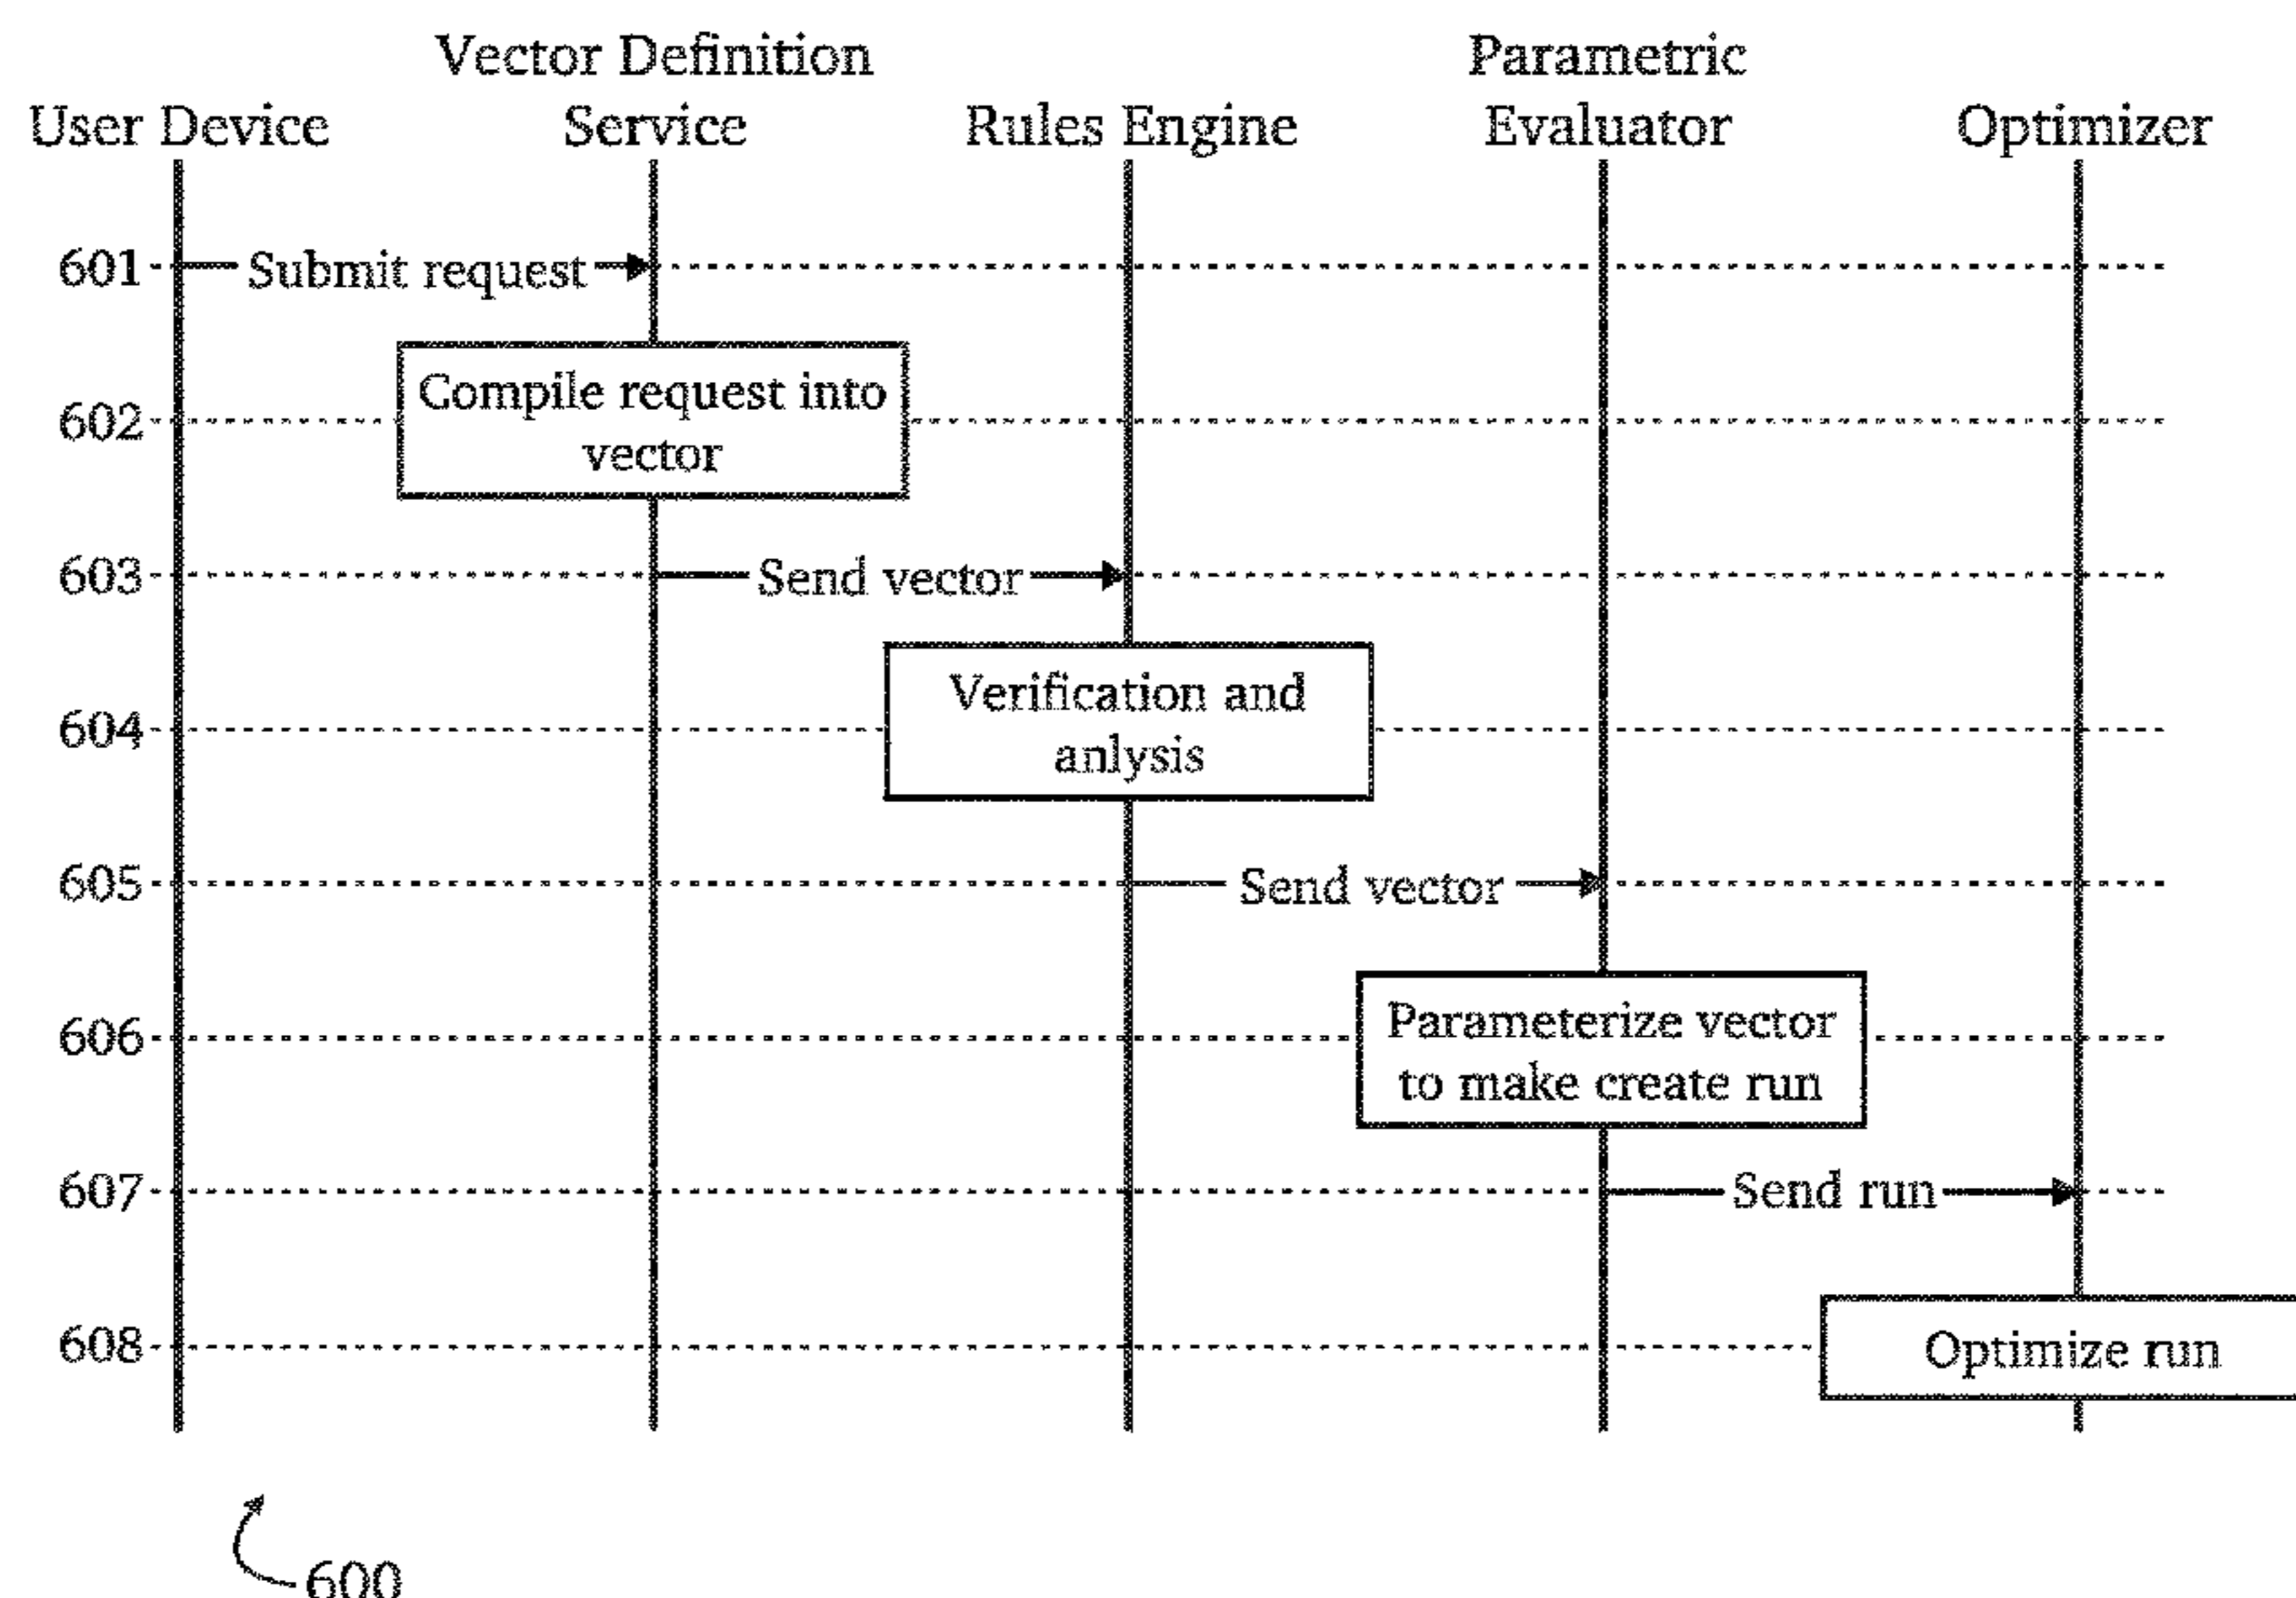 Vector Definition
Service
Parametric
Evaluator
User Device
Rules Engine
Optimizer
601
Submit request
602
Compile request into
vector
603
Send vector
604
Verification and
anlysis
605
Send vector
606
Parameterize vector
to make create run
607
Send run
608
Optimize run
600